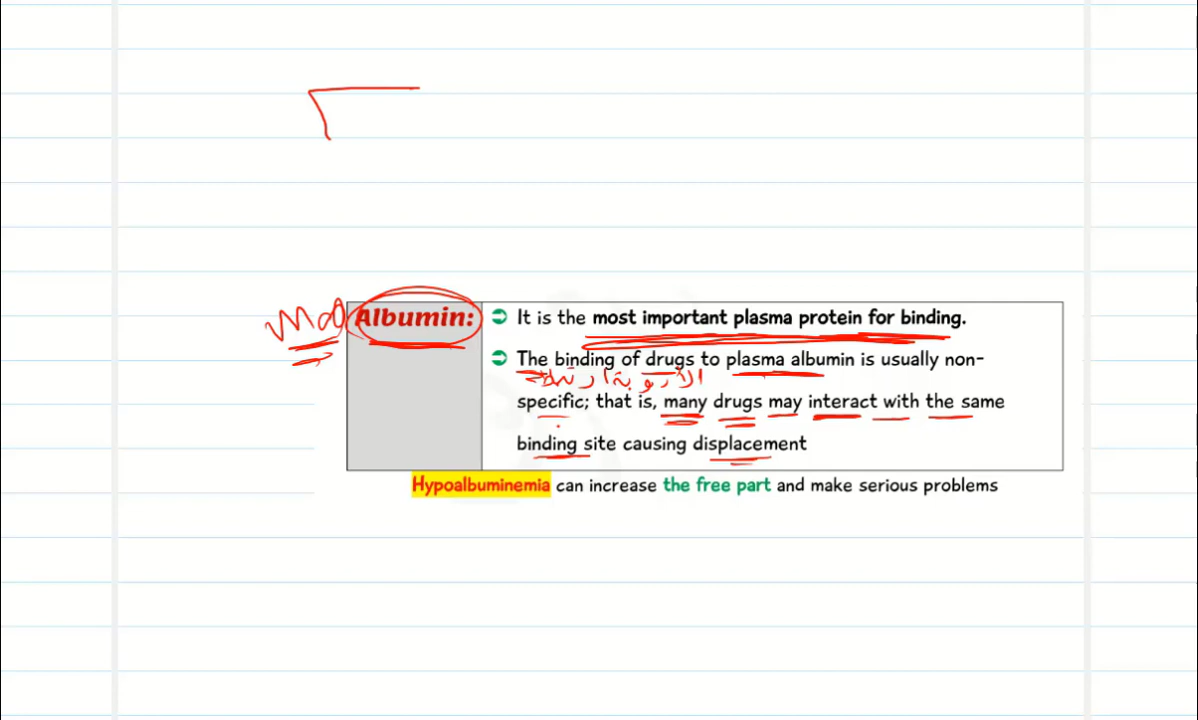 Albumin:
It is the most important plasma protein for binding.
The binding of drugs to plasma albumin is usually non-
specific; that is, many drugs may interact with the same
binding site causing displacement
Hypoalbuminemia can increase the free part and make serious problems